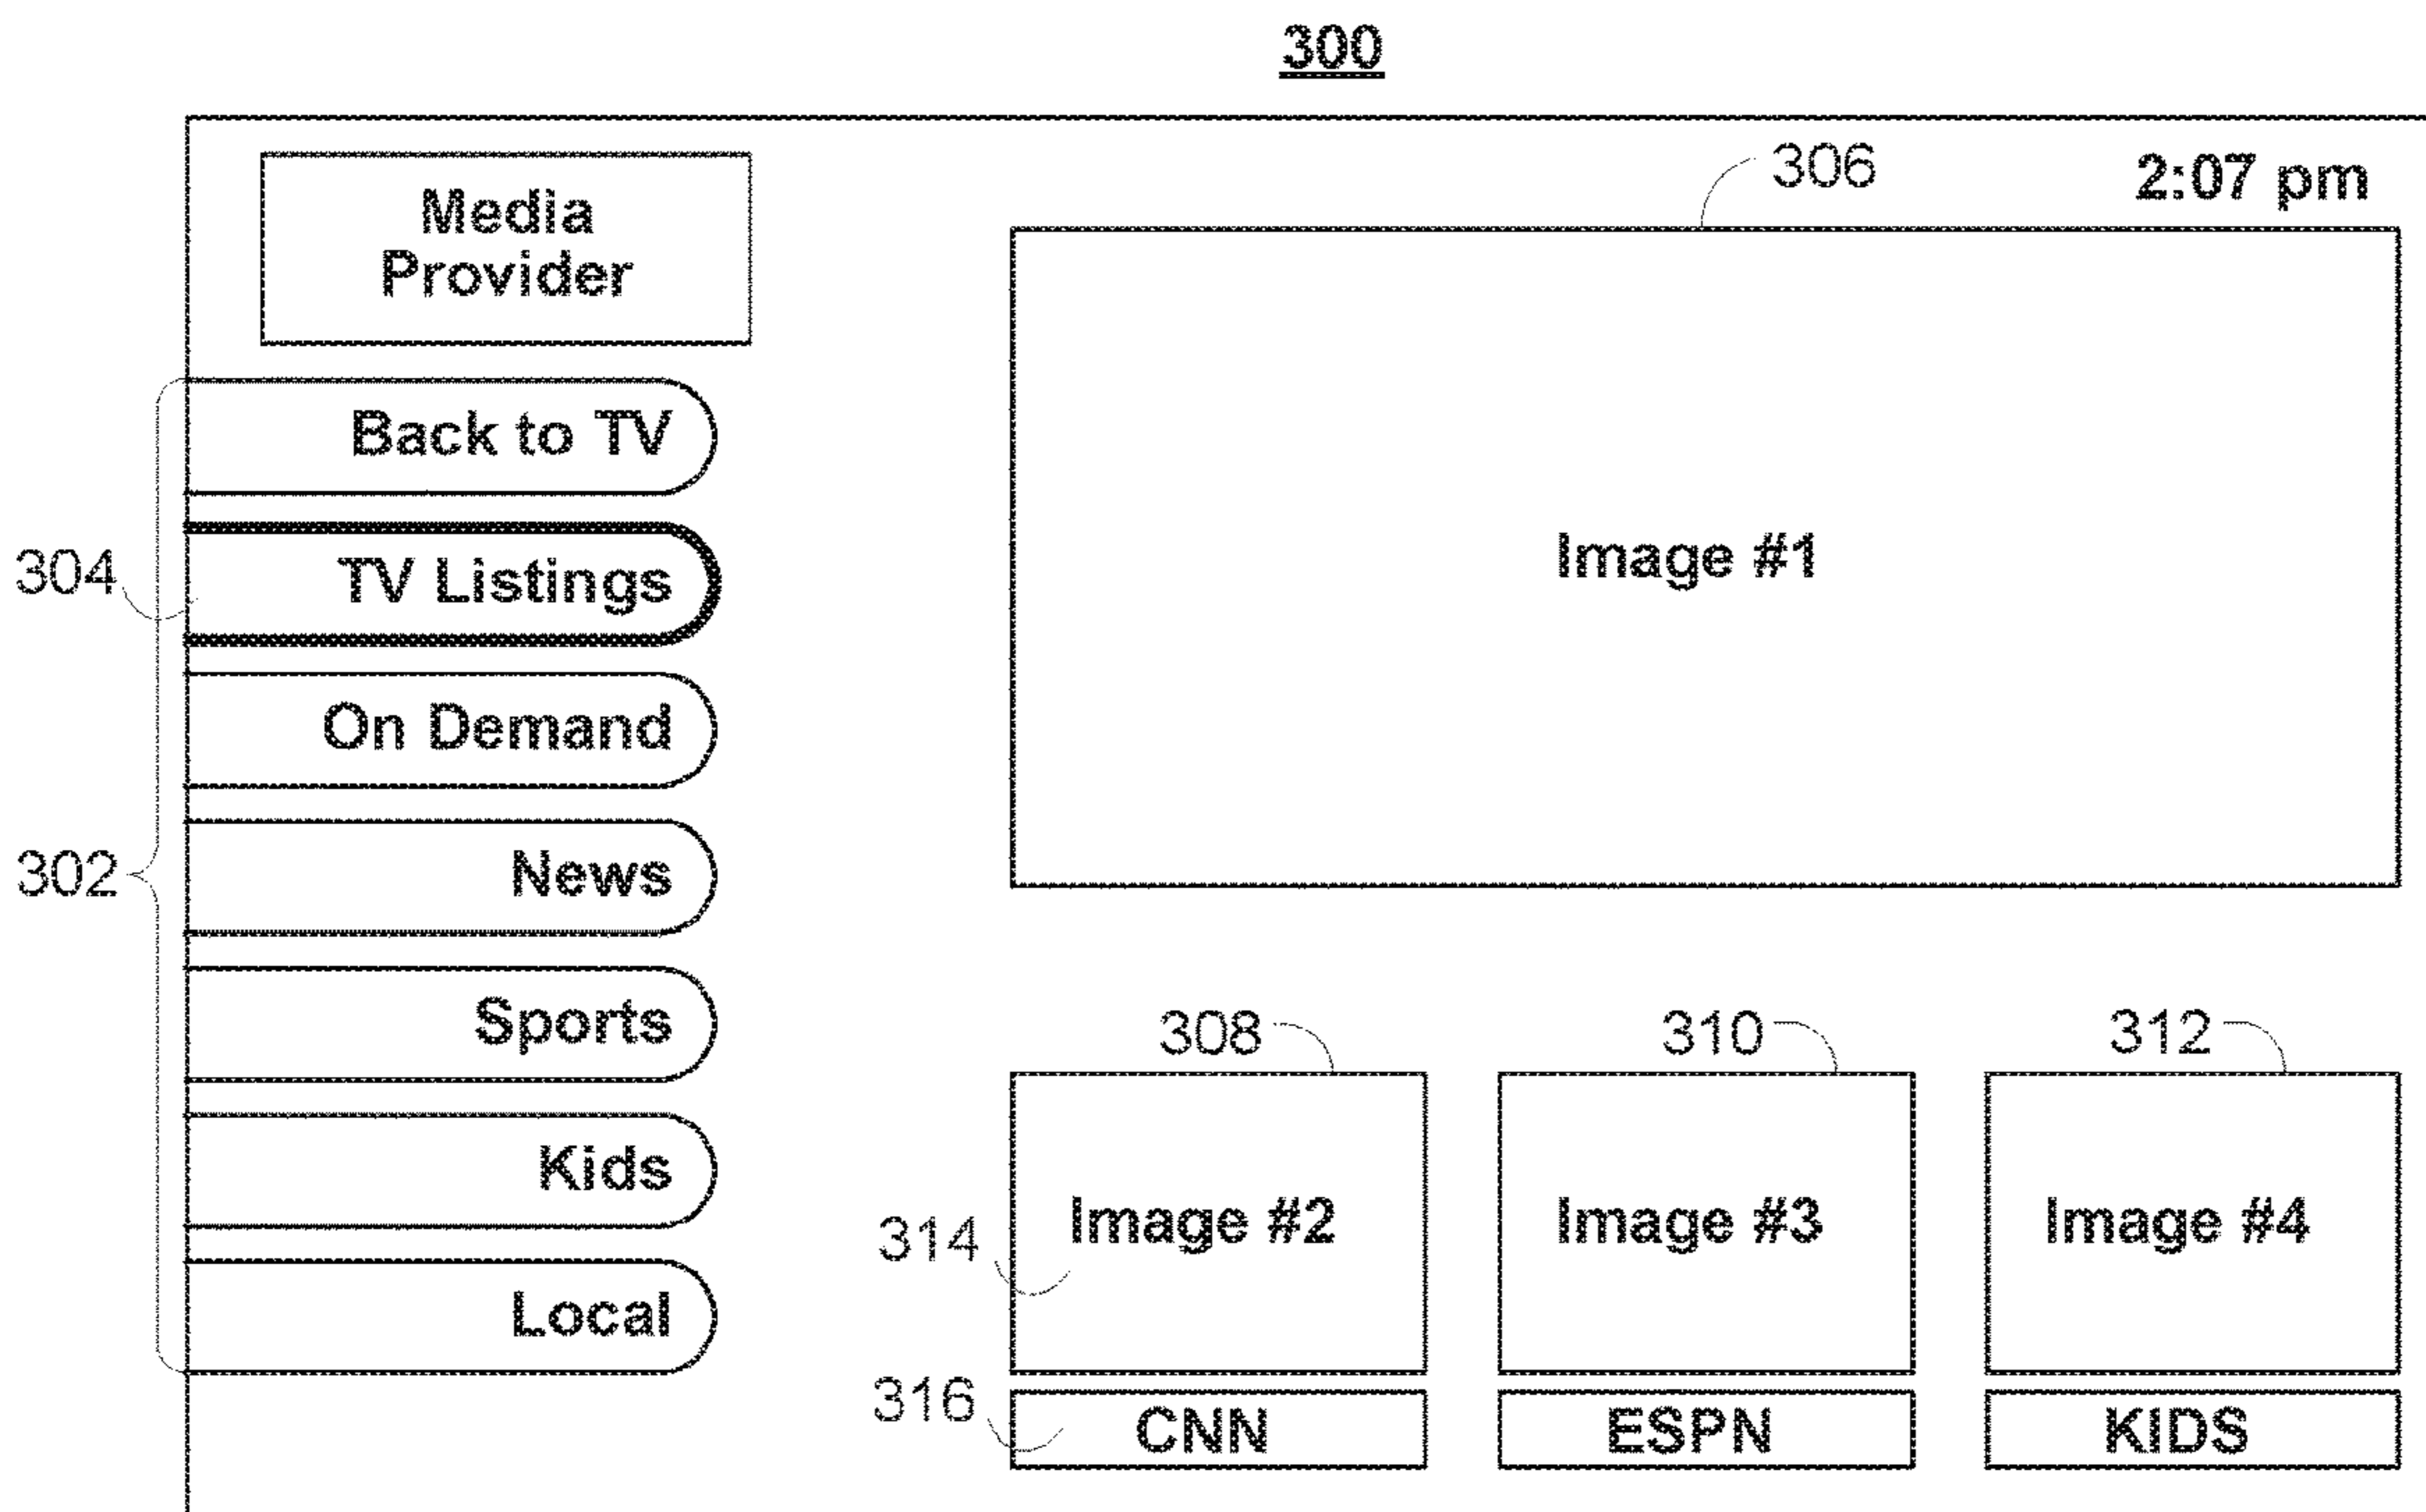 300
306
2:07 pm
Media
Provider
Back to TV
304
TV Listings
Image #1
On Demand
302
News
Sports
Kids
Local
308
310
312
314
Image #2
Image #3
Image #4
316
CNN
ESPN
KIDS